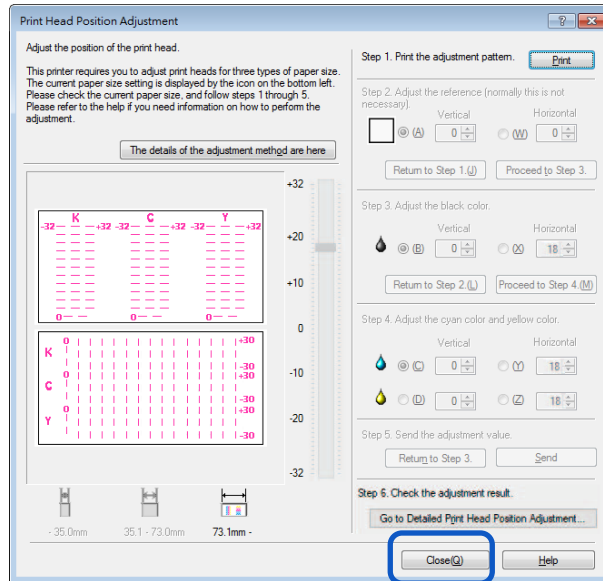 Print Head Position Adjustment
Adjust the position of the print head.
This printer requires you to adjust print heads for three types of paper size.
The current paper size setting is displayed by the icon on the bottom left.
Please check the current paper size, and follow steps 1 through 5.
Please refer to the help if you need information on how to perform the
adjustment.
The details of the adjustment method are here
+32
+20
+10
0
-10
-20
-32
K C Y
-32 +32 -32 +32 -32 +32
0 0 0
K 0 +30
-30
C 0 +30
-30
Y 0 +30
-30
- 35.0mm 35.1 - 73.0mm 73.1mm -
Step 1. Print the adjustment pattern. Print
Step 2. Adjust the reference (normally this is not
necessary).
Vertical Horizontal
(A) 0 (W) 0
Return to Step 1.(J) Proceed to Step 3.
Step 3. Adjust the black color.
Vertical Horizontal
(B) 0 (X) 18
Return to Step 2.(L) Proceed to Step 4.(M)
Step 4. Adjust the cyan color and yellow color.
Vertical Horizontal
(C) 0 (Y) 18
(D) 0 (Z) 18
Step 5. Send the adjustment value.
Return to Step 3. Send
Step 6. Check the adjustment result.
Go to Detailed Print Head Position Adjustment...
Close(Q) Help